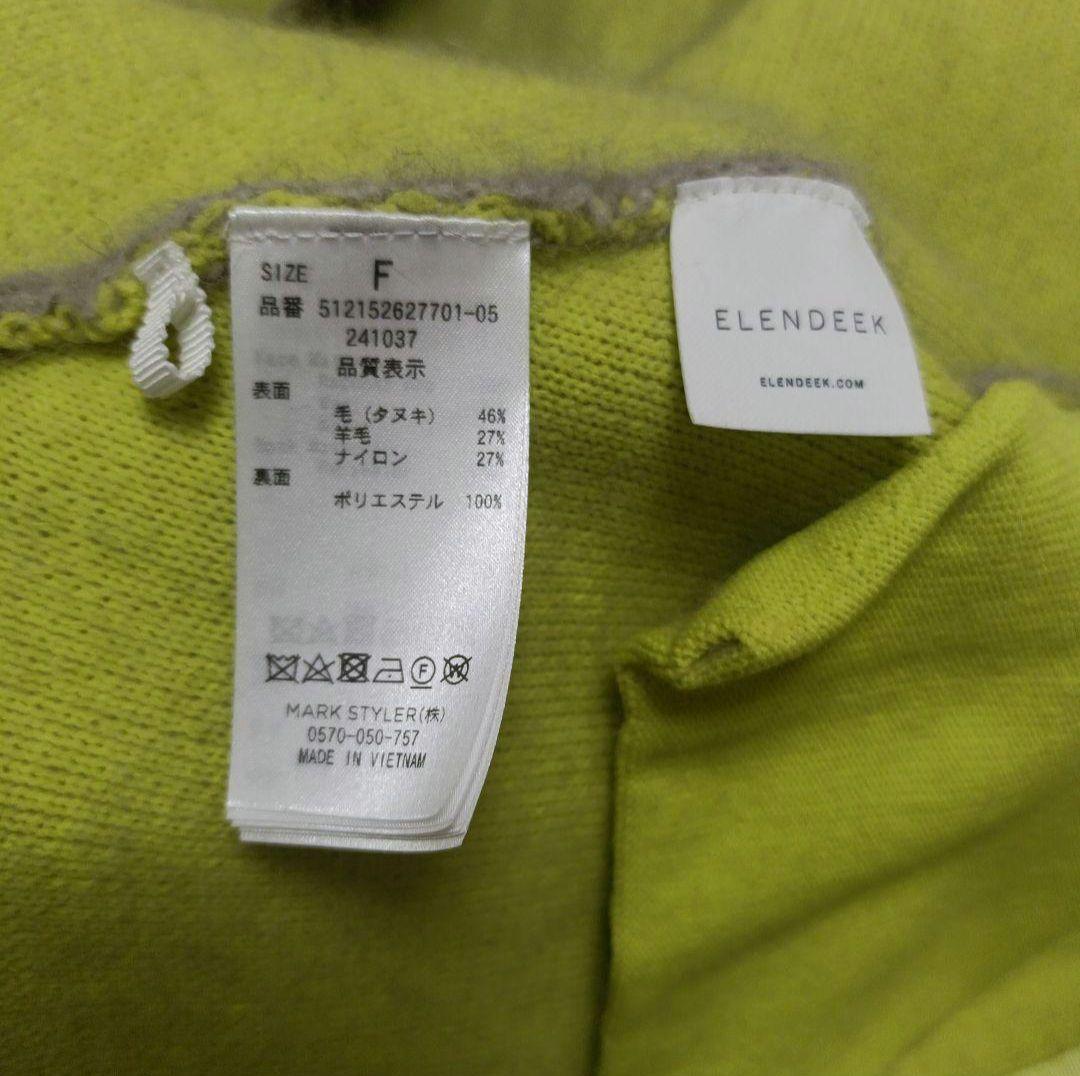 SIZE F
品番 512152627701-05
241037
品質表示
表面
毛（タヌキ） 46%
羊毛 27%
ナイロン 27%
裏面
ポリエステル 100%
F W
MARK STYLER(株)
0570-050-757
MADE IN VIETNAM
ELENDEEK
ELENDEEK.COM